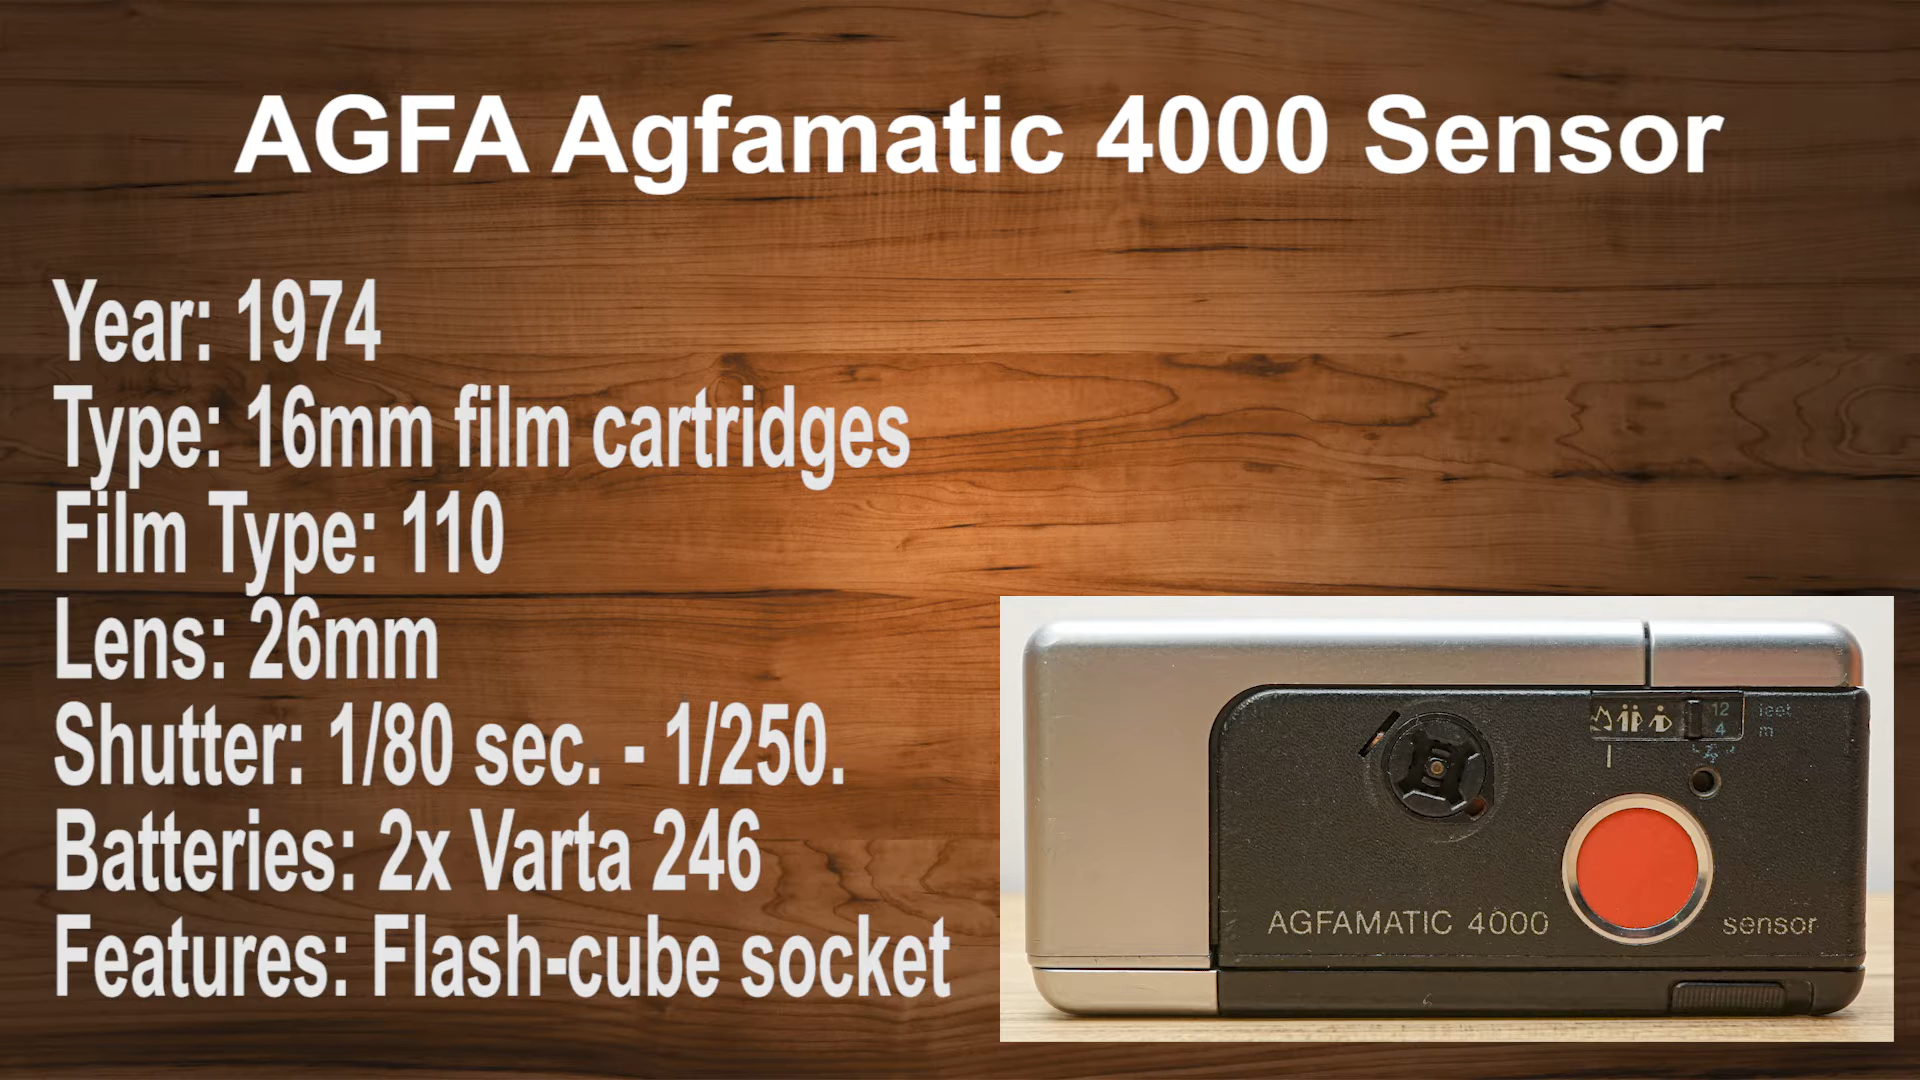 AGFA Agfamatic 4000 Sensor
Year: 1974
Type: 16mm film cartridges
Film Type: 110
Lens: 26mm
Shutter: 1/80 sec. - 1/250.
Batteries: 2x Varta 246
Features: Flash-cube socket
12 feet
4 m
AGFAMATIC 4000
sensor